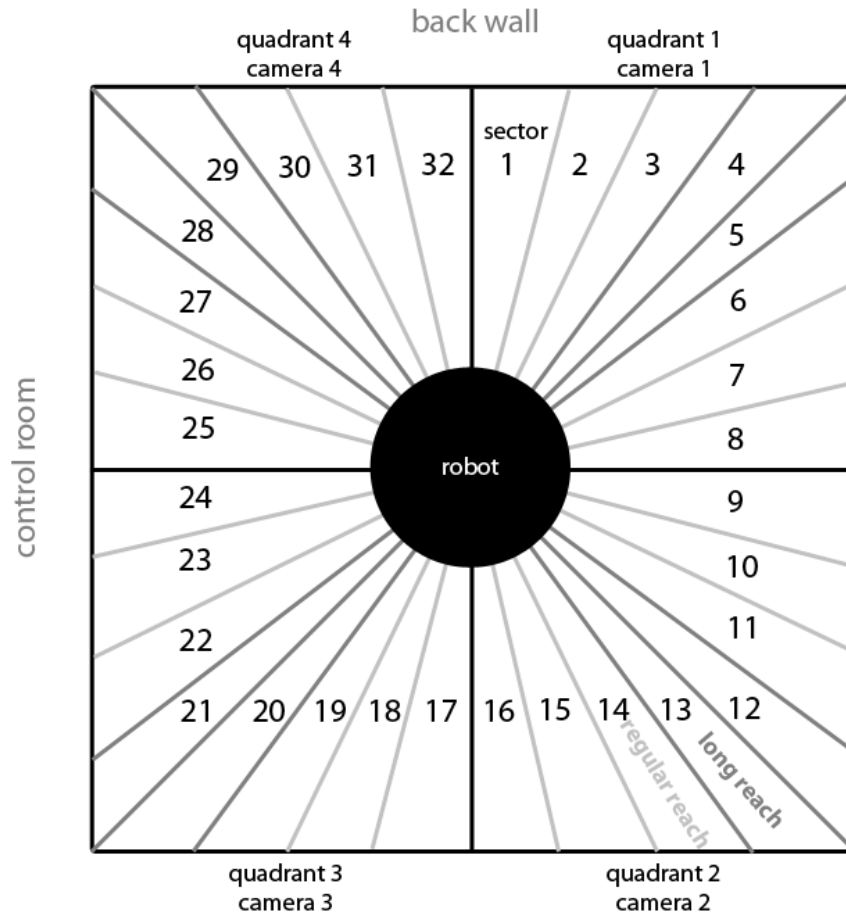 back wall
quadrant 4
camera 4
quadrant 1
camera 1
sector
29 30 31 32 1 2 3 4
28 5
27 6
26 7
25 8
control room
robot
24 9
23 10
22 11
21 20 19 18 17 16 15 14 13 12
regular reach
long reach
quadrant 3
camera 3
quadrant 2
camera 2